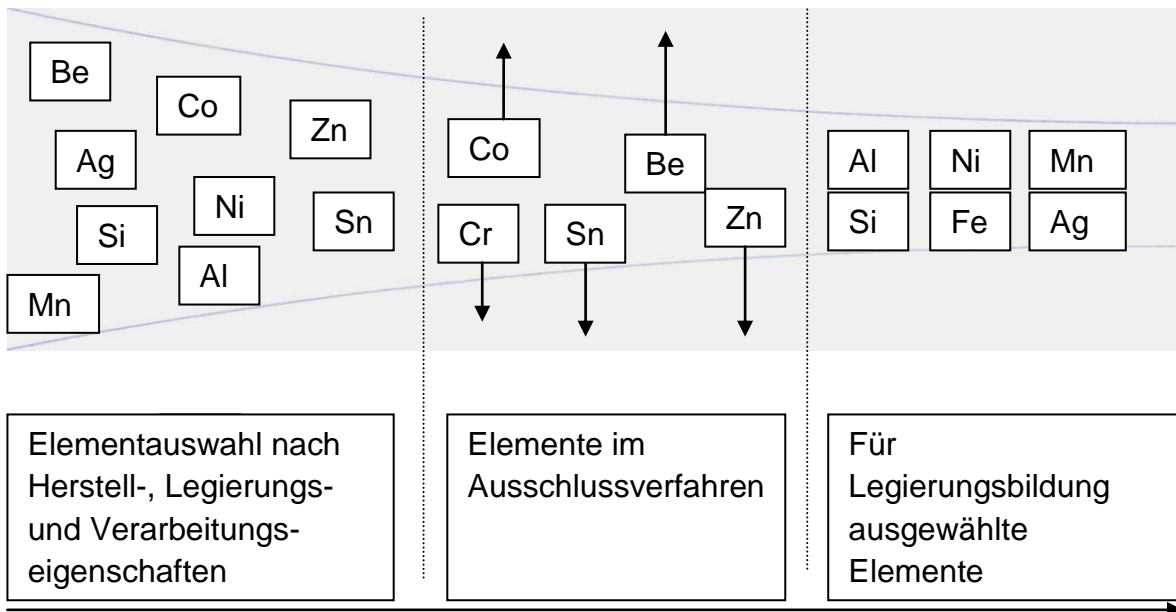 Be
Co
Zn
Ag
Ni
Si
Sn
Al
Mn
Co
Be
Cr
Sn
Zn
Al Ni Mn
Si Fe Ag
Elementauswahl nach
Herstell-, Legierungs-
und Verarbeitungs-
eigenschaften
Elemente im
Ausschlussverfahren
Für
Legierungsbildung
ausgewählte
Elemente